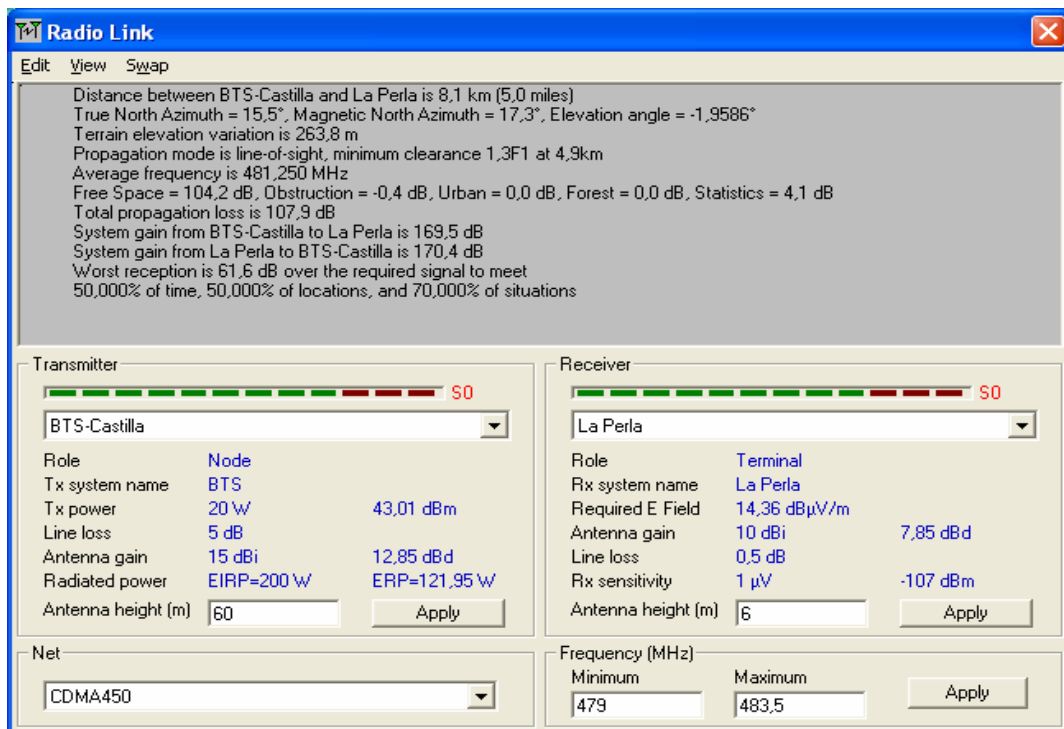 Radio Link
Edit View Swap
Distance between BTS-Castilla and La Perla is 8,1 km (5,0 miles)
True North Azimuth = 15,5°, Magnetic North Azimuth = 17,3°, Elevation angle = -1,9586°
Terrain elevation variation is 263,8 m
Propagation mode is line-of-sight, minimum clearance 1,3F1 at 4,9km
Average frequency is 481,250 MHz
Free Space = 104,2 dB, Obstruction = -0,4 dB, Urban = 0,0 dB, Forest = 0,0 dB, Statistics = 4,1 dB
Total propagation loss is 107,9 dB
System gain from BTS-Castilla to La Perla is 169,5 dB
System gain from La Perla to BTS-Castilla is 170,4 dB
Worst reception is 61,6 dB over the required signal to meet
50,000% of time, 50,000% of locations, and 70,000% of situations
Transmitter
S0
BTS-Castilla
Role Node
Tx system name BTS
Tx power 20 W 43,01 dBm
Line loss 5 dB
Antenna gain 15 dBi 12,85 dBd
Radiated power EIRP=200 W ERP=121,95 W
Antenna height (m) 60 Apply
Receiver
S0
La Perla
Role Terminal
Rx system name La Perla
Required E Field 14,36 dBµV/m
Antenna gain 10 dBi 7,85 dBd
Line loss 0,5 dB
Rx sensitivity 1 µV -107 dBm
Antenna height (m) 6 Apply
Net
CDMA450
Frequency (MHz)
Minimum Maximum
479 483,5 Apply